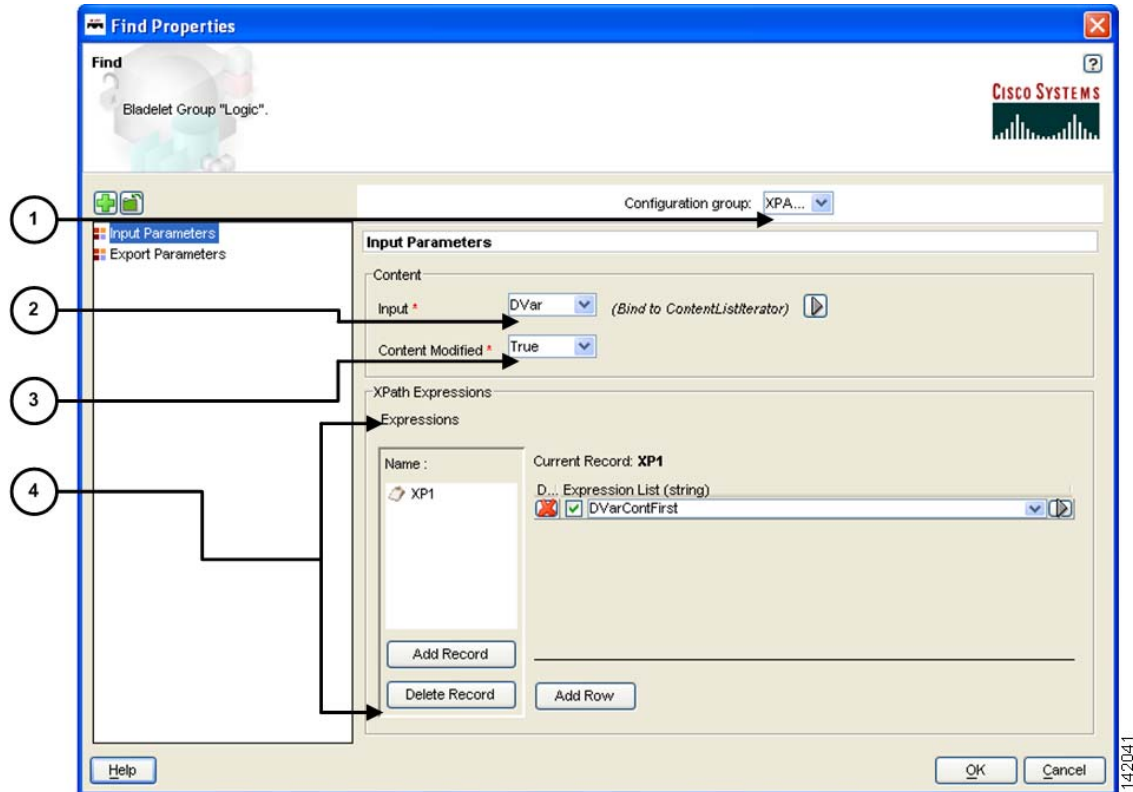 Find Properties
Find
?
Bladelet Group "Logic".
CISCO SYSTEMS
1
Configuration group: XPA...
Input Parameters
Export Parameters
Input Parameters
Content
2
Input * DVar (Bind to ContentListIterator)
Content Modified * True
3
XPath Expressions
Expressions
Name :
Current Record: XP1
4
XP1
D... Expression List (string)
DVarContFirst
Add Record
Delete Record
Add Row
Help
OK
Cancel
142041